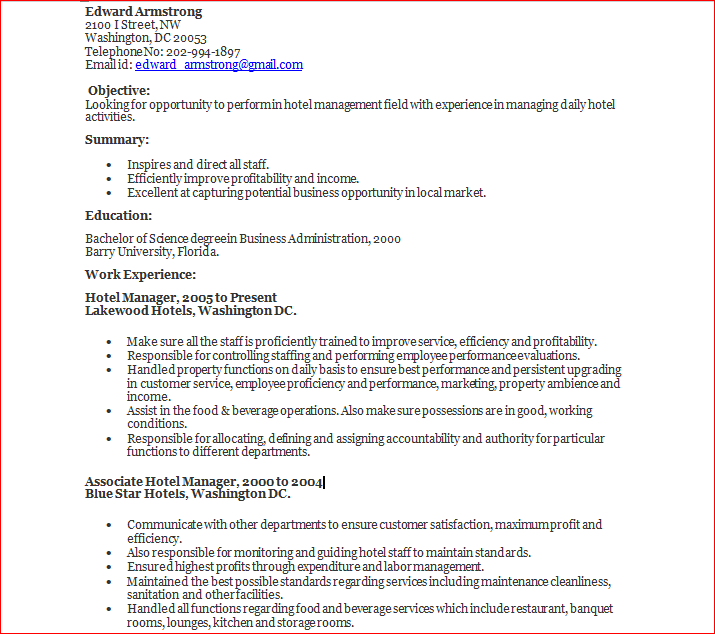 Edward Armstrong
2100 I Street, NW
Washington, DC 20053
Telephone No: 202-994-1897
Email id: edward_armstrong@gmail.com
Objective:
Looking for opportunity to perform in hotel management field with experience in managing daily hotel
activities.
Summary:
• Inspires and direct all staff.
• Efficiently improve profitability and income.
• Excellent at capturing potential business opportunity in local market.
Education:
Bachelor of Science degree in Business Administration, 2000
Barry University, Florida.
Work Experience:
Hotel Manager, 2005 to Present
Lakewood Hotels, Washington DC.
• Make sure all the staff is proficiently trained to improve service, efficiency and profitability.
• Responsible for controlling staffing and performing employee performance evaluations.
• Handled property functions on daily basis to ensure best performance and persistent upgrading
in customer service, employee proficiency and performance, marketing, property ambience and
income.
• Assist in the food & beverage operations. Also make sure possessions are in good, working
conditions.
• Responsible for allocating, defining and assigning accountability and authority for particular
functions to different departments.
Associate Hotel Manager, 2000 to 2004
Blue Star Hotels, Washington DC.
• Communicate with other departments to ensure customer satisfaction, maximum profit and
efficiency.
• Also responsible for monitoring and guiding hotel staff to maintain standards.
• Ensured highest profits through expenditure and labor management.
• Maintained the best possible standards regarding services including maintenance cleanliness,
sanitation and other facilities.
• Handled all functions regarding food and beverage services which include restaurant, banquet
rooms, lounges, kitchen and storage rooms.